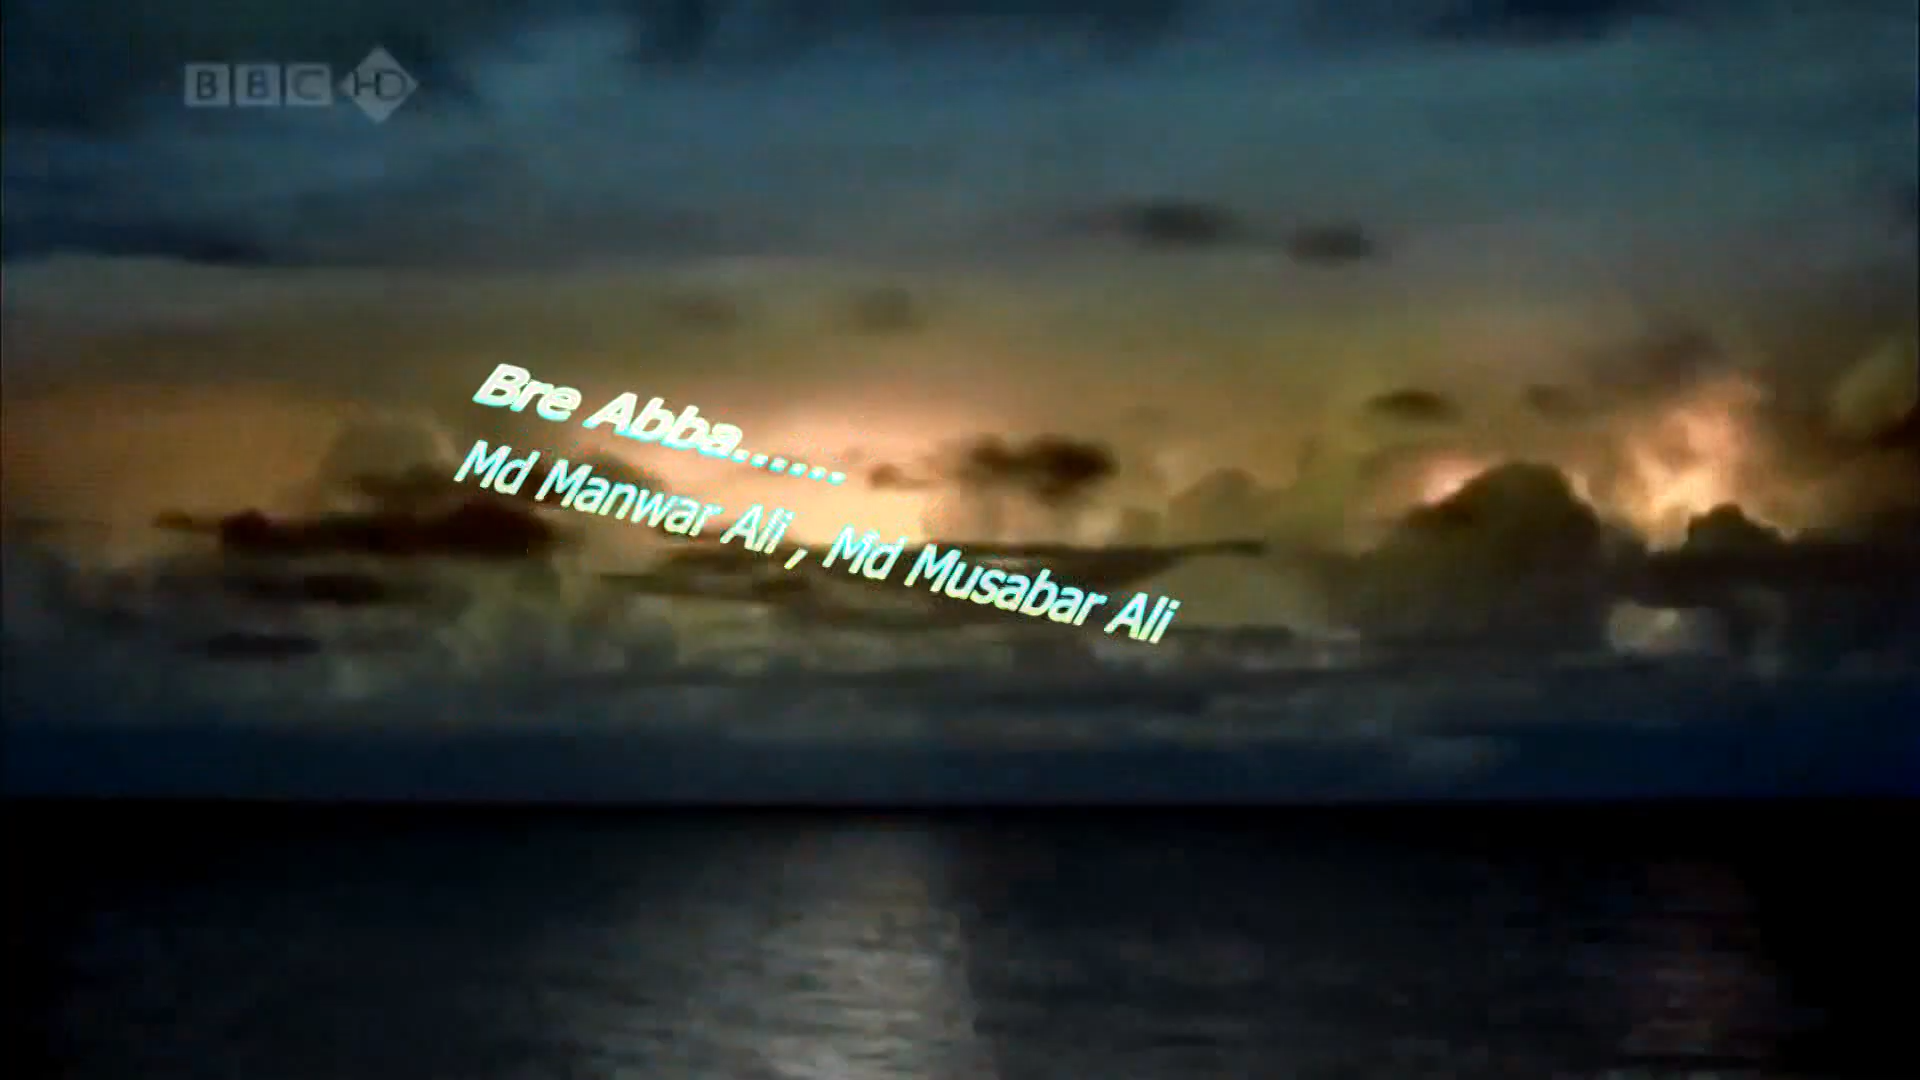 BBC HD
Bre Abba......
Md Manwar Ali , Md Musabar Ali